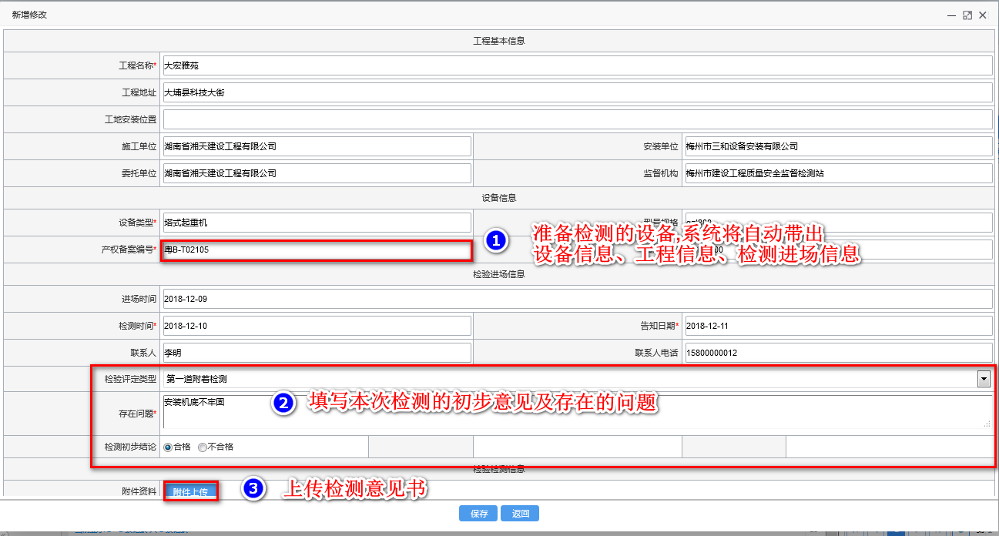 新增修改
工程基本信息
工程名称* 大宏雅苑
工程地址 大埔县科技大街
工地安装位置
施工单位 湖南省湘天建设工程有限公司 安装单位 梅州市三和设备安装有限公司
委托单位 湖南省湘天建设工程有限公司 监督机构 梅州市建设工程质量安全监督检测站
设备信息
设备类型* 塔式起重机 型号规格
1 准备检测的设备,系统将自动带出
产权备案编号* 粤B-T02105
设备信息、工程信息、检测进场信息
检验进场信息
进场时间 2018-12-09
检测时间* 2018-12-10 告知日期* 2018-12-11
联系人 李明 联系人电话 15800000012
检验评定类型 第一道附着检测
存在问题* 安装机底不牢固
2 填写本次检测的初步意见及存在的问题
检测初步结论 合格 不合格
检验检测信息
附件资料 附件上传
3 上传检测意见书
保存 返回